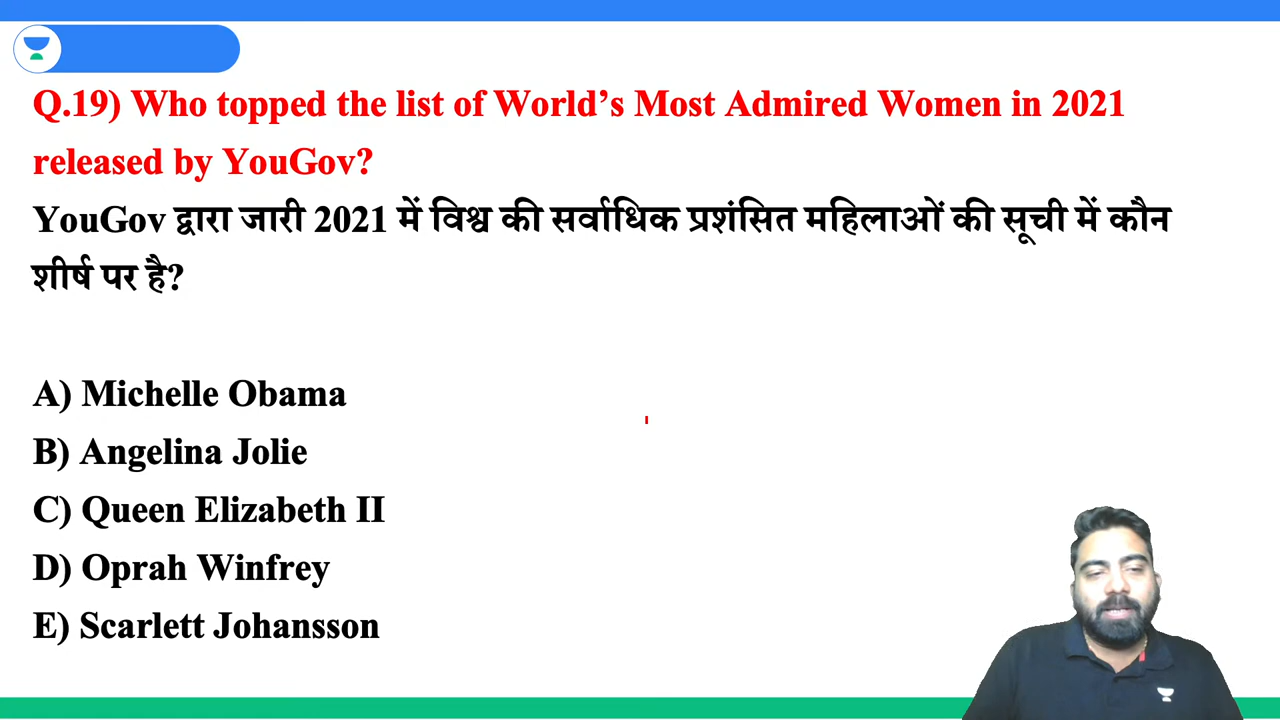 Q.19) Who topped the list of World’s Most Admired Women in 2021
released by YouGov?
YouGov द्वारा जारी 2021 में विश्व की सर्वाधिक प्रशंसित महिलाओं की सूची में कौन
शीर्ष पर है?
A) Michelle Obama
B) Angelina Jolie
C) Queen Elizabeth II
D) Oprah Winfrey
E) Scarlett Johansson